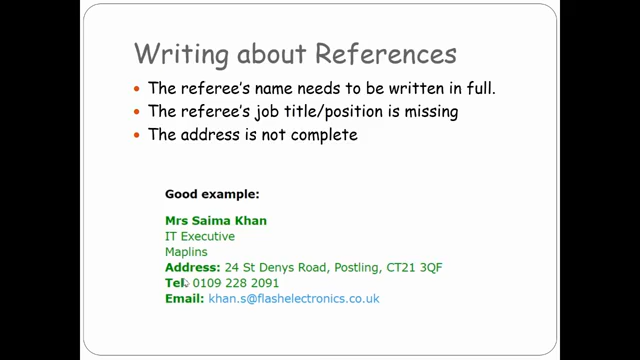 Writing about References
• The referee's name needs to be written in full.
• The referee's job title/position is missing
• The address is not complete
Good example:
Mrs Saima Khan
IT Executive
Maplins
Address: 24 St Denys Road, Postling, CT21 3QF
Tel: 0109 228 2091
Email: khan.s@flashelectronics.co.uk